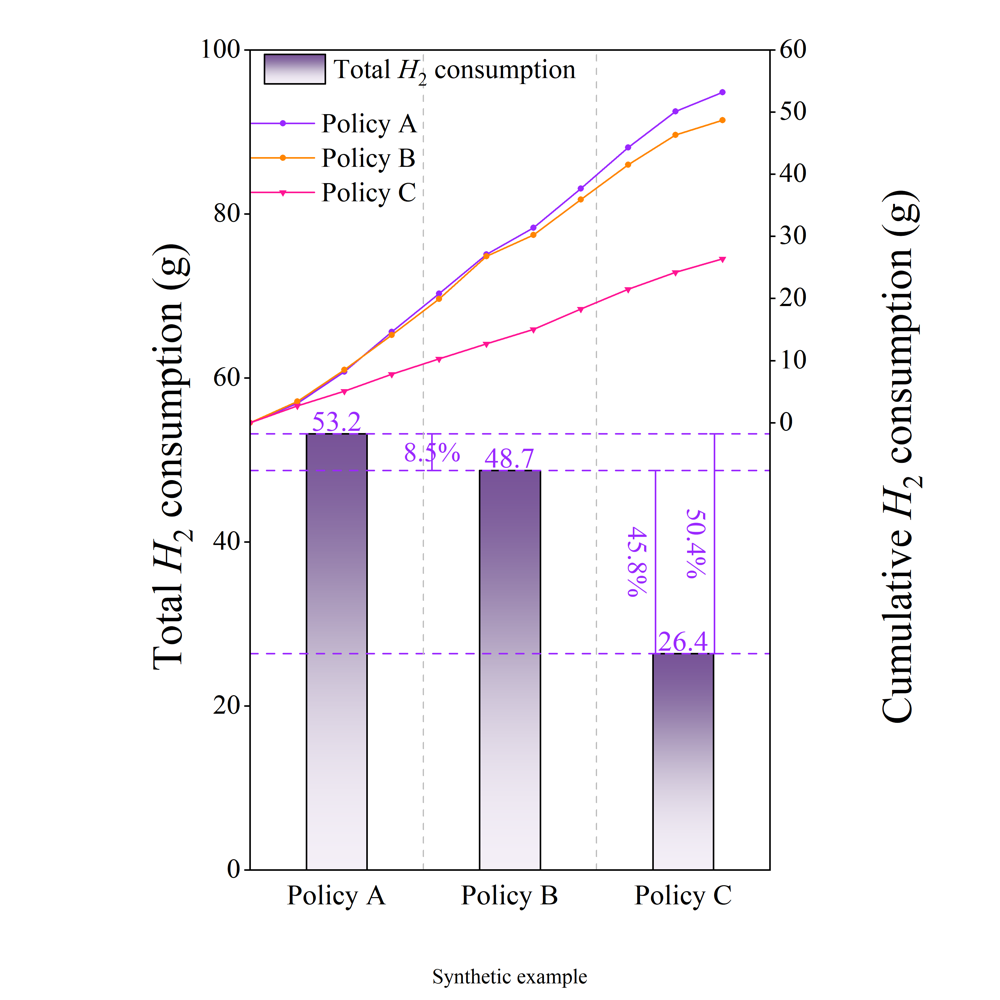 100
80
60
40
20
0
Total H₂ consumption (g)
Total H₂ consumption
Policy A
Policy B
Policy C
60
50
40
30
20
10
0
Cumulative H₂ consumption (g)
53.2
8.5%
48.7
45.8%
50.4%
26.4
Policy A
Policy B
Policy C
Synthetic example